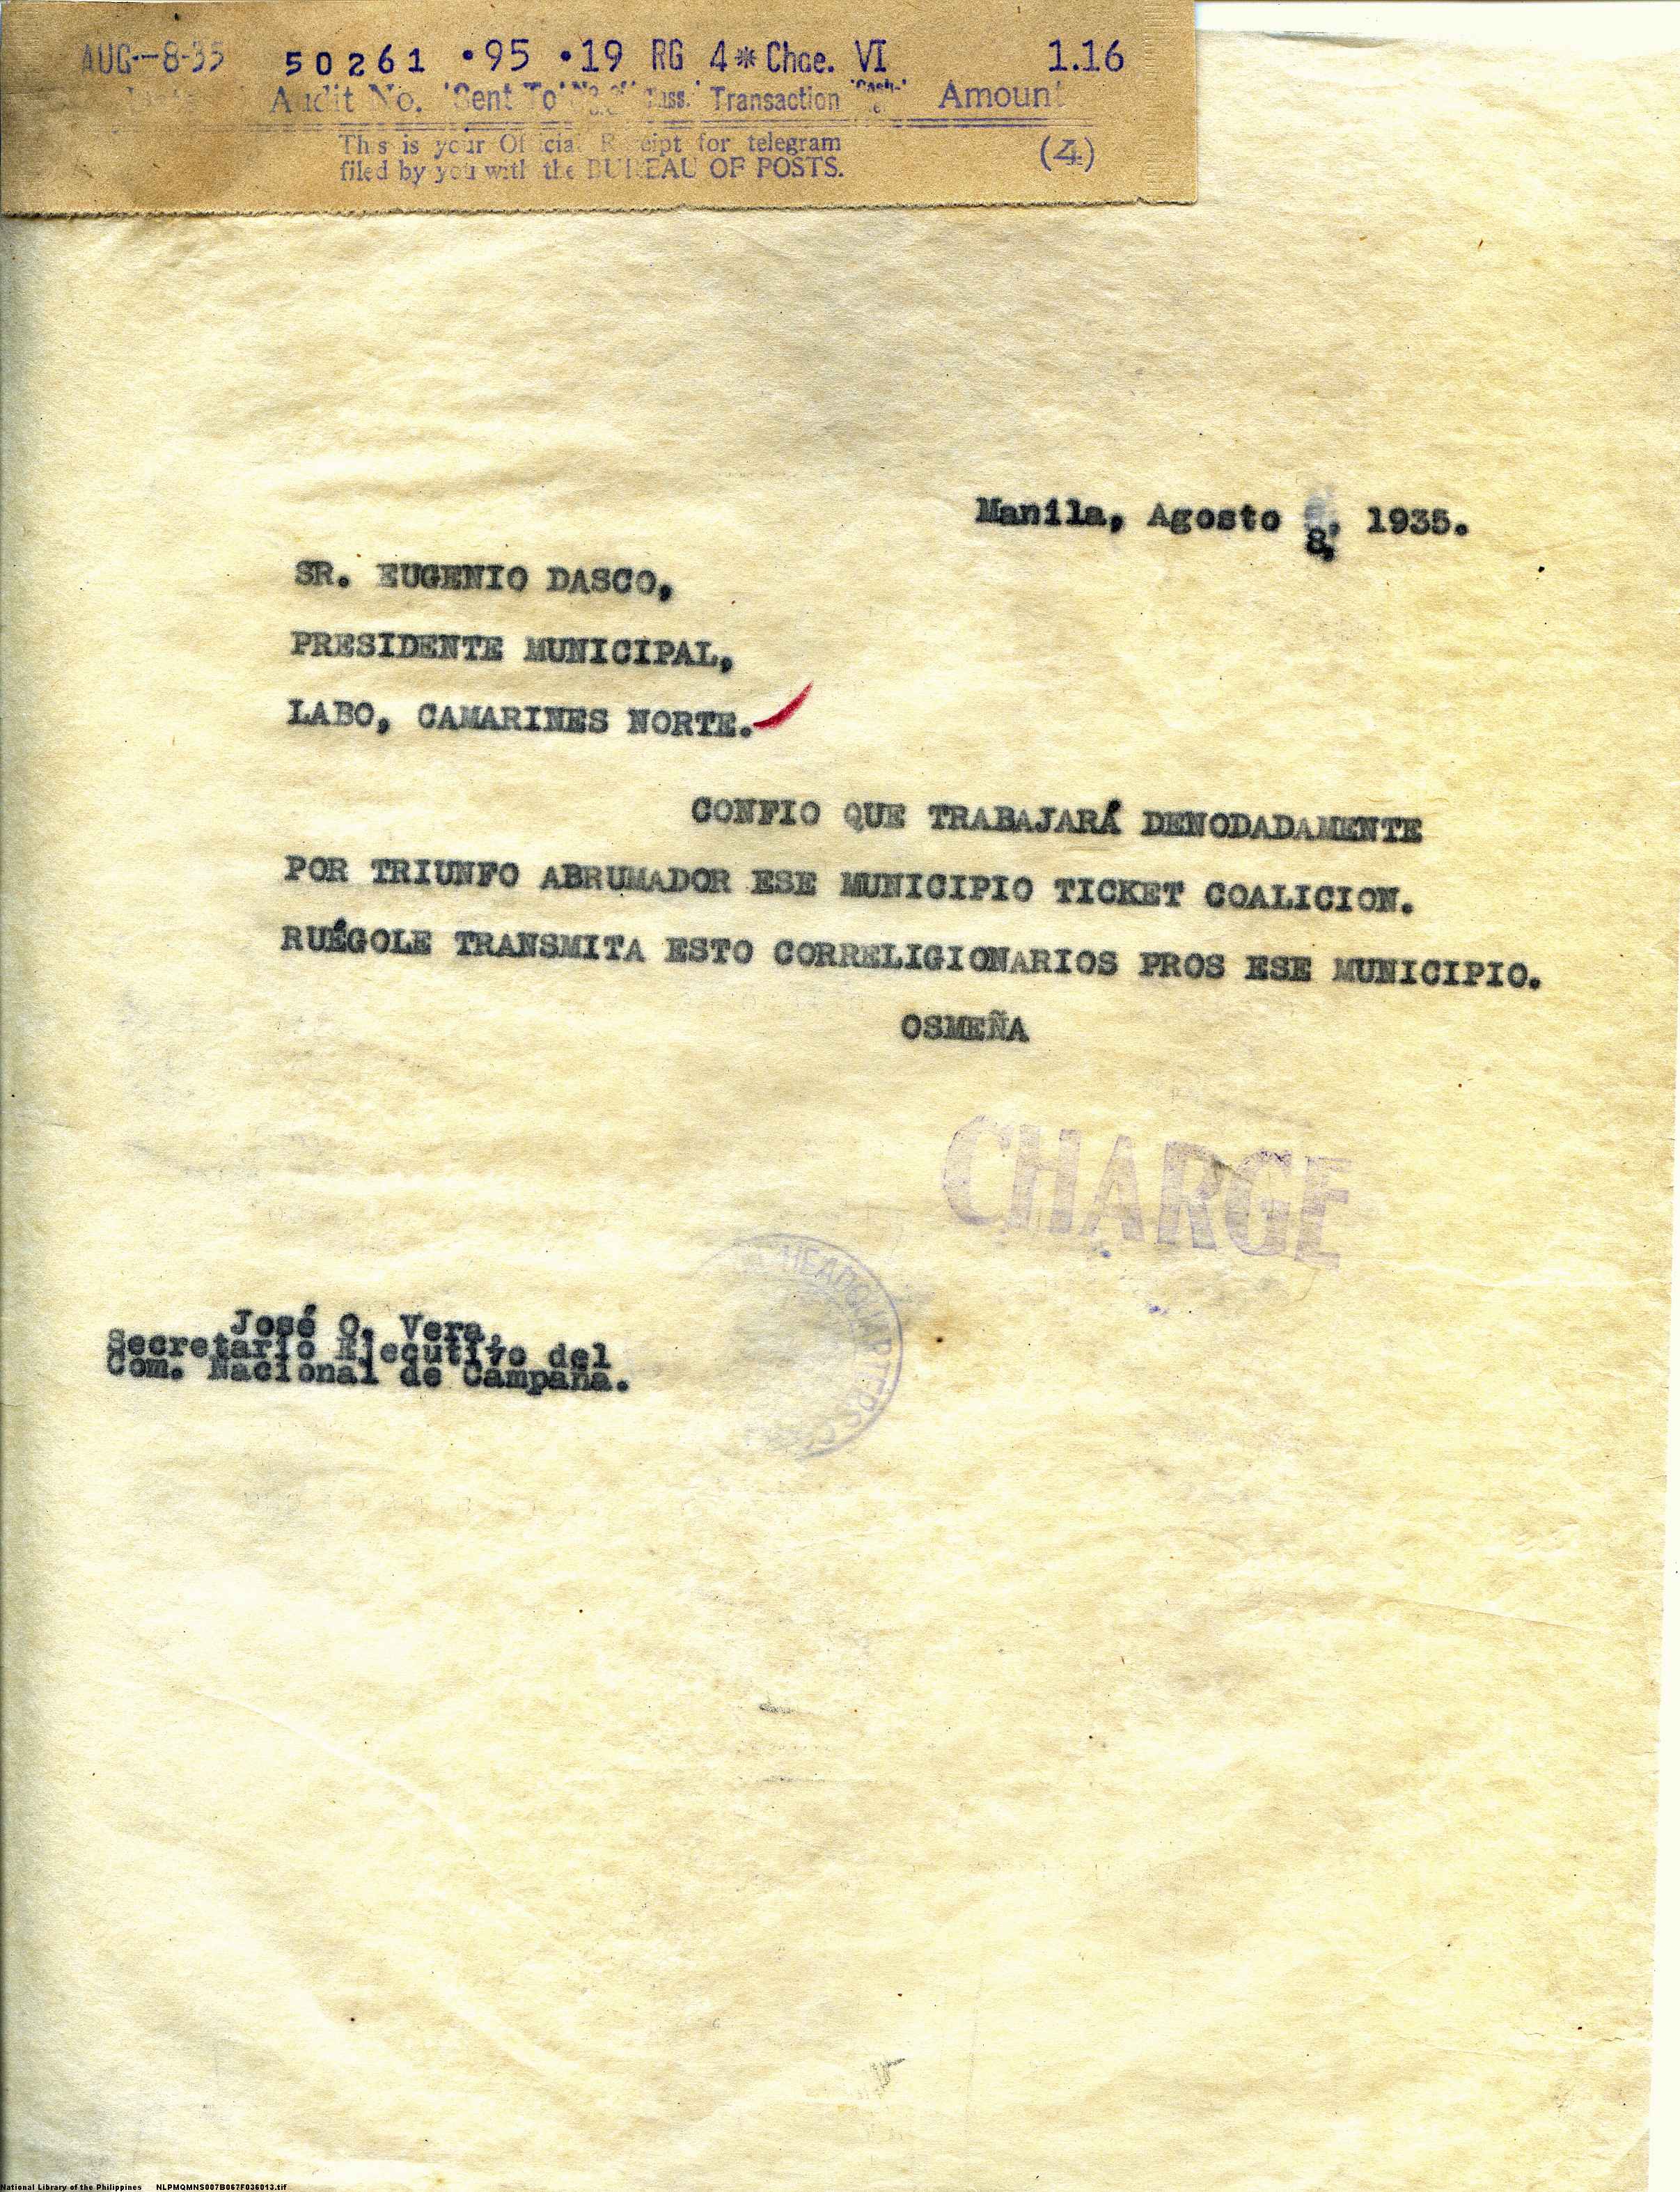 AUG--8-35 50261 •95 •19 RG 4* Chge. VI 1.16
Audit No. 'Sent To' Transaction Amount
This is your Official Receipt for telegram (4)
filed by you with the BUREAU OF POSTS.
Manila, Agosto 8, 1935.
SR. EUGENIO DASCO,
PRESIDENTE MUNICIPAL,
LABO, CAMARINES NORTE.
CONFIO QUE TRABAJARÁ DENODADAMENTE
POR TRIUNFO ABRUMADOR ESE MUNICIPIO TICKET COALICION.
RUÉGOLE TRANSMITA ESTO CORRELIGIONARIOS PROS ESE MUNICIPIO.
OSMEÑA
CHARGE
HEADQUARTERS
José O. Vera,
Secretario Ejecutivo del
Com. Nacional de Campaña.
National Library of the Philippines NLPMQMNS007B067F036013.tif